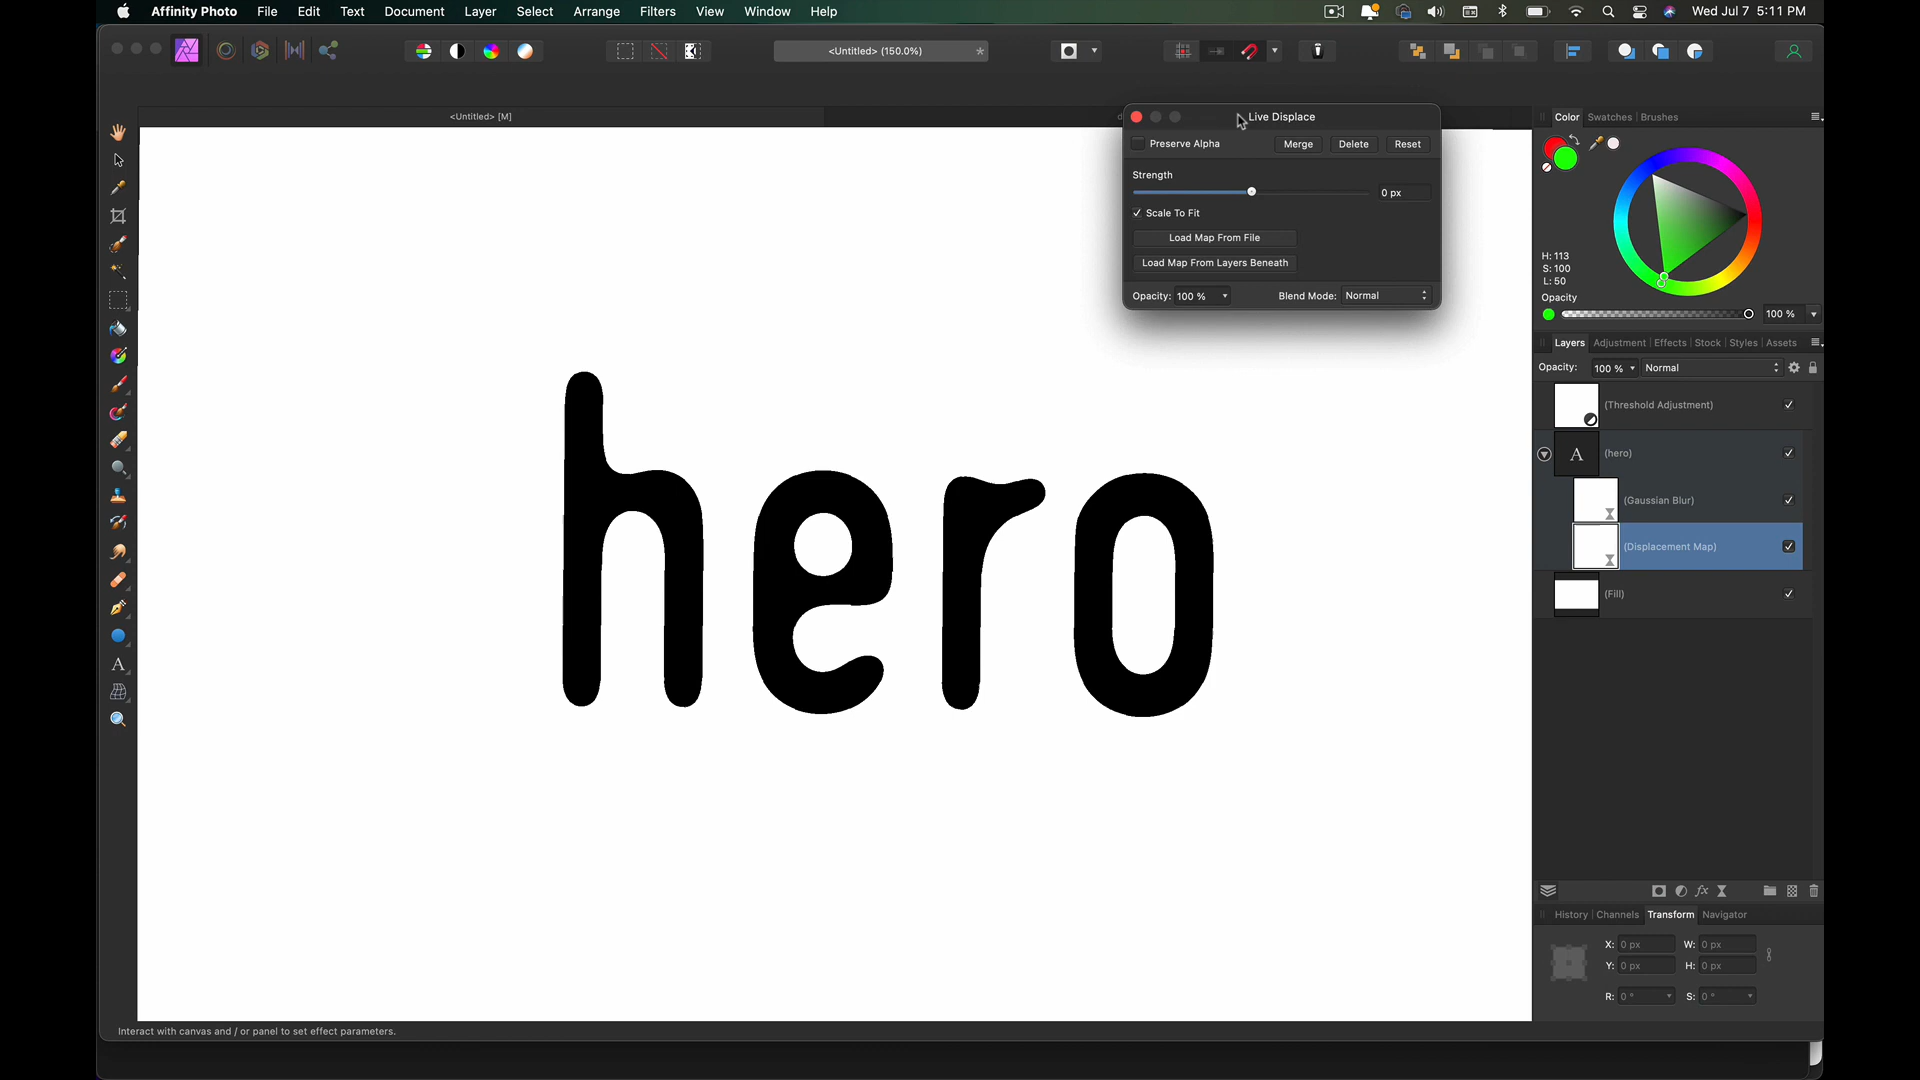 Affinity Photo File Edit Text Document Layer Select Arrange Filters View Window Help Wed Jul 7 5:11 PM
<Untitled> (150.0%) *
<Untitled> [M]
Live Displace
Preserve Alpha Merge Delete Reset
Strength
0 px
Scale To Fit
Load Map From File
Load Map From Layers Beneath
Opacity: 100 % Blend Mode: Normal
Color Swatches Brushes
H: 113
S: 100
L: 50
Opacity
100 %
Layers Adjustment Effects Stock Styles Assets
Opacity: 100 % Normal
(Threshold Adjustment)
A (hero)
(Gaussian Blur)
(Displacement Map)
(Fill)
hero
History Channels Transform Navigator
X: 0 px W: 0 px
Y: 0 px H: 0 px
R: 0 ° S: 0 °
Interact with canvas and / or panel to set effect parameters.